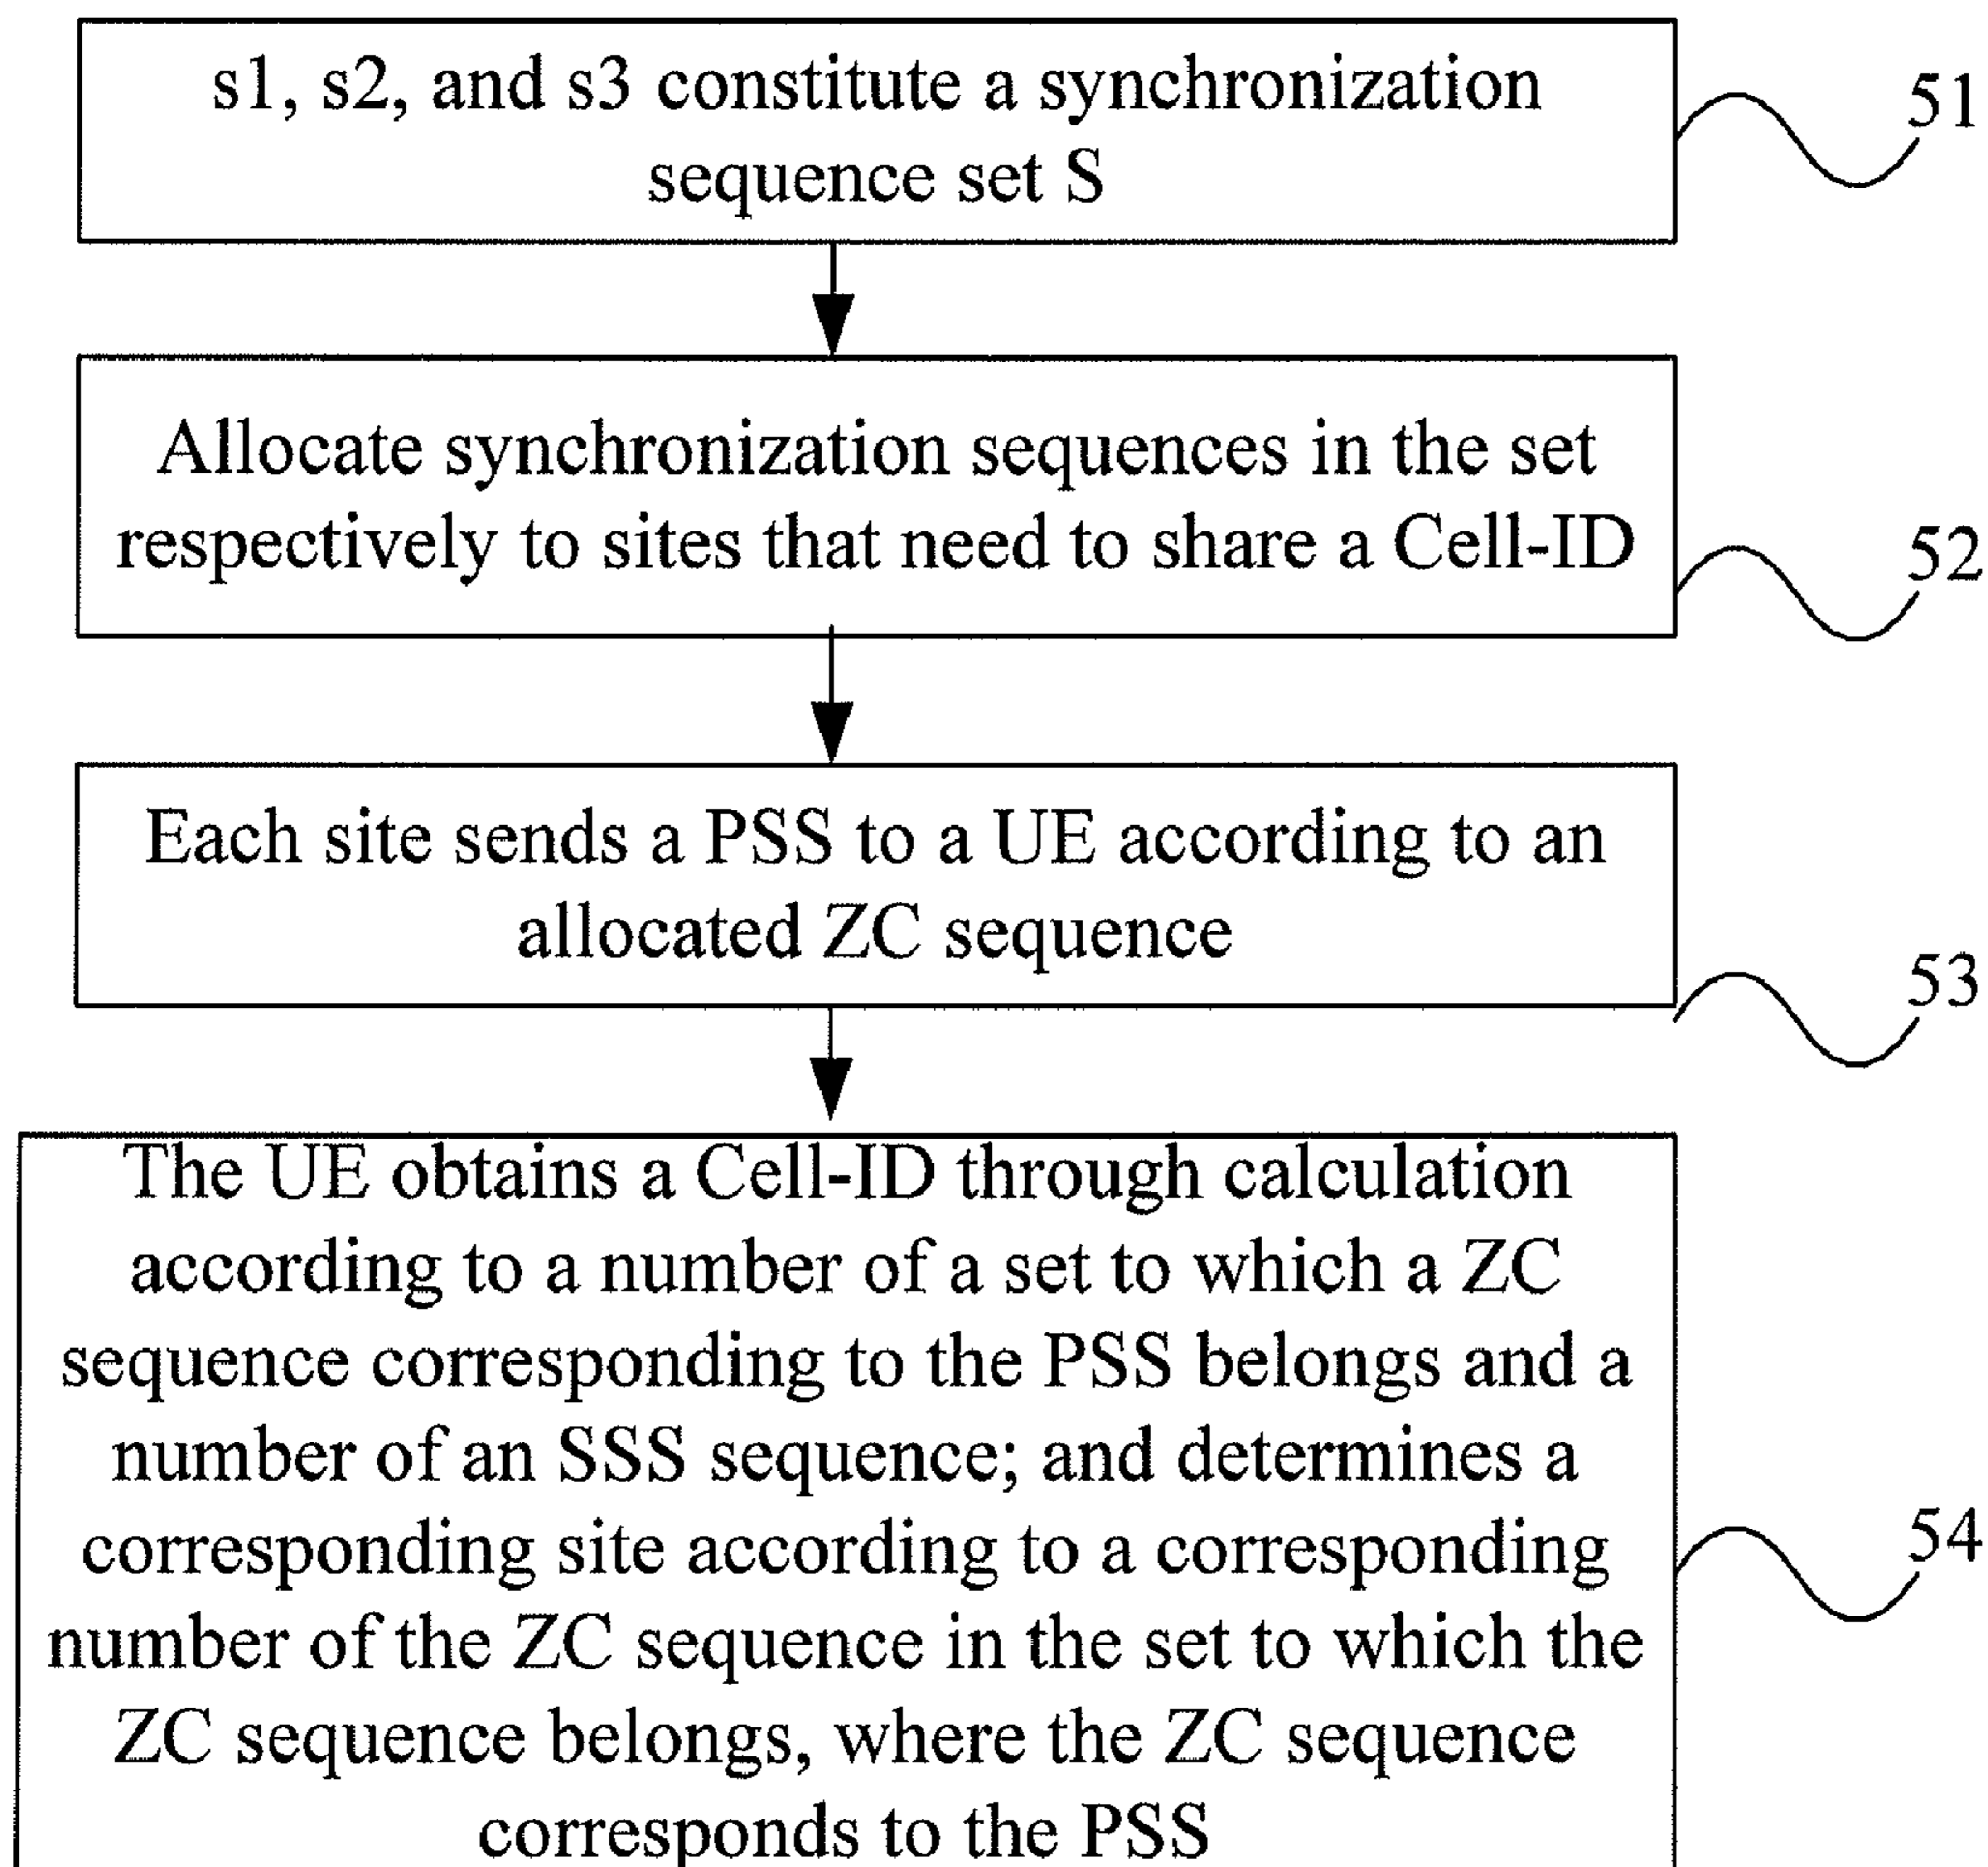 s1, s2, and s3 constitute a synchronization
sequence set S
51
Allocate synchronization sequences in the set
respectively to sites that need to share a Cell-ID
52
Each site sends a PSS to a UE according to an
allocated ZC sequence
53
The UE obtains a Cell-ID through calculation
according to a number of a set to which a ZC
sequence corresponding to the PSS belongs and a
number of an SSS sequence; and determines a
corresponding site according to a corresponding
number of the ZC sequence in the set to which the
ZC sequence belongs, where the ZC sequence
corresponds to the PSS
54